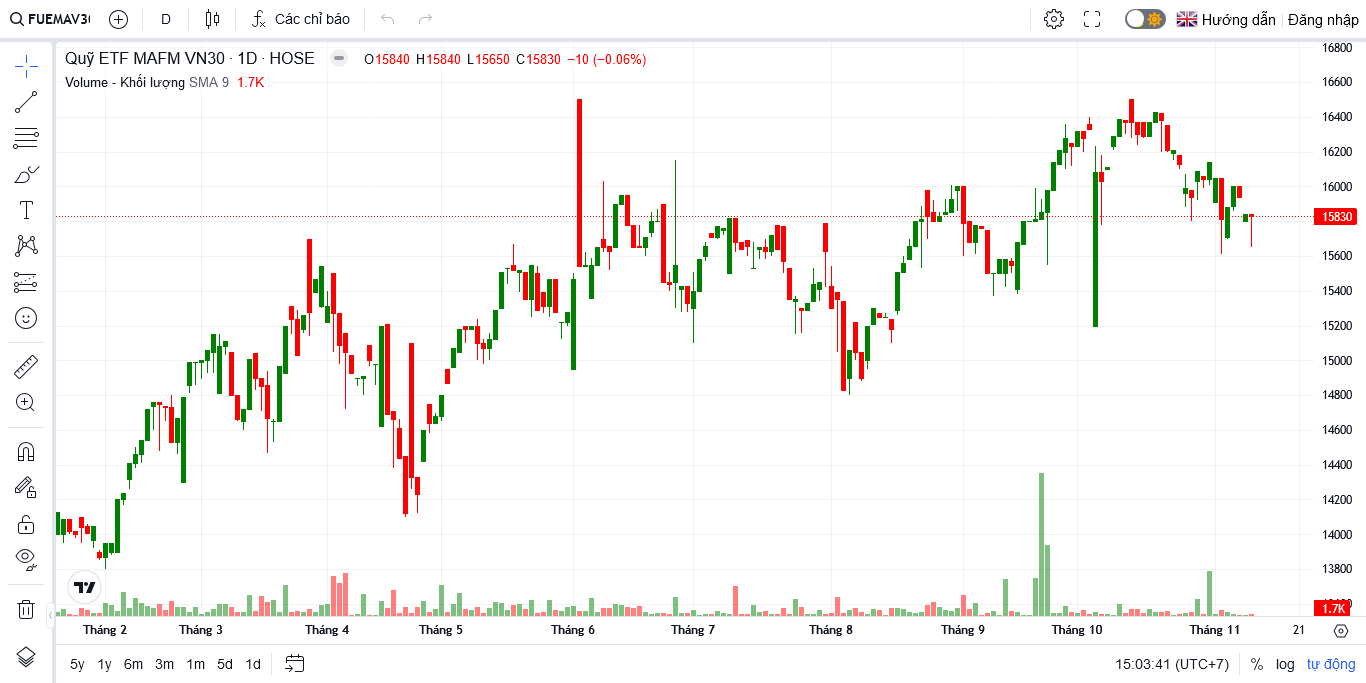 FUEMAV30 D Các chỉ báo Hướng dẫn Đăng nhập
Quỹ ETF MAFM VN30 · 1D · HOSE O15840 H15840 L15650 C15830 −10 (−0.06%)
Volume - Khối lượng SMA 9 1.7K
16800
16600
16400
16200
16000
15830
15600
15400
15200
15000
14800
14600
14400
14200
14000
13800
1.7K
Tháng 2 Tháng 3 Tháng 4 Tháng 5 Tháng 6 Tháng 7 Tháng 8 Tháng 9 Tháng 10 Tháng 11 21
5y 1y 6m 3m 1m 5d 1d 15:03:41 (UTC+7) % log tự động